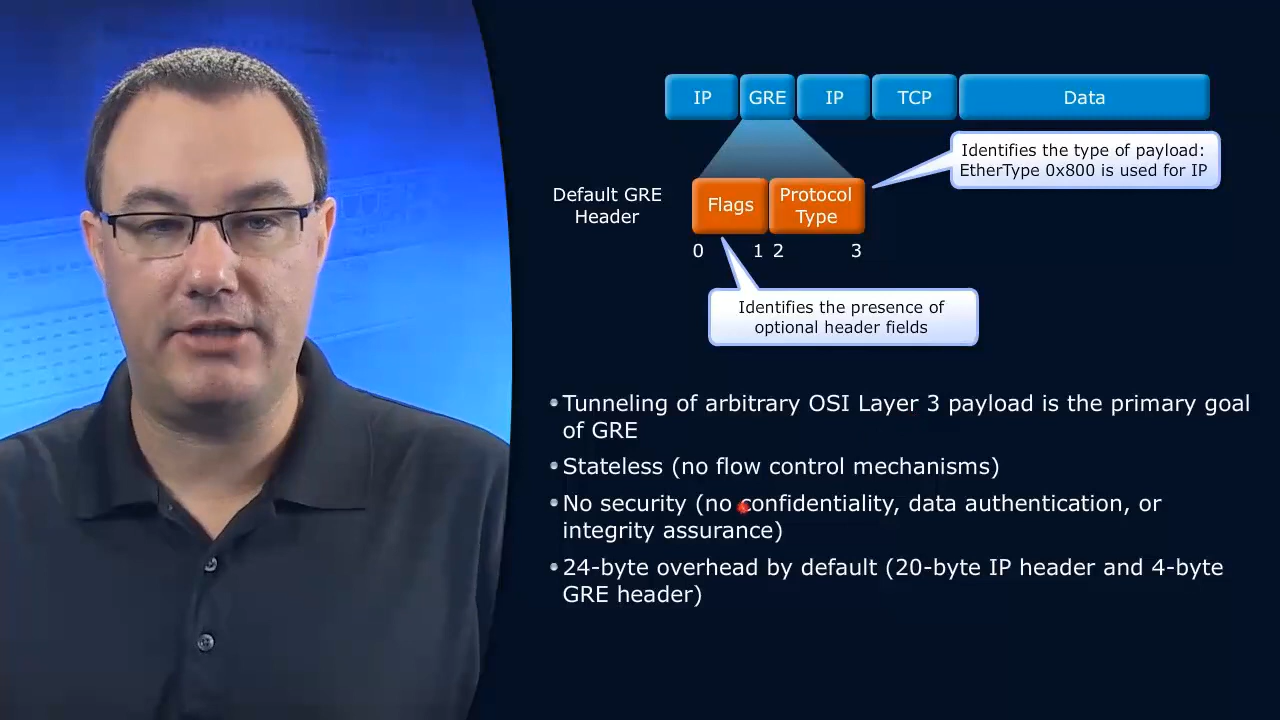 IP GRE IP TCP Data
Identifies the type of payload:
EtherType 0x800 is used for IP
Default GRE
Header
Flags
Protocol
Type
0 1 2 3
Identifies the presence of
optional header fields
• Tunneling of arbitrary OSI Layer 3 payload is the primary goal
of GRE
• Stateless (no flow control mechanisms)
• No security (no confidentiality, data authentication, or
integrity assurance)
• 24-byte overhead by default (20-byte IP header and 4-byte
GRE header)